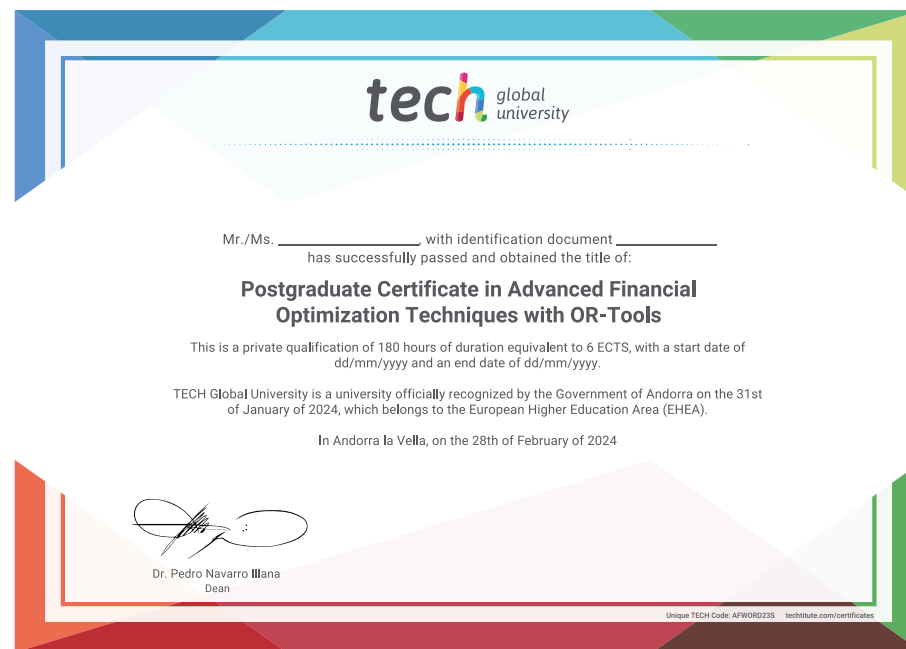 tech global
university
Mr./Ms. ____________, with identification document ____________
has successfully passed and obtained the title of:
Postgraduate Certificate in Advanced Financial
Optimization Techniques with OR-Tools
This is a private qualification of 180 hours of duration equivalent to 6 ECTS, with a start date of
dd/mm/yyyy and an end date of dd/mm/yyyy.
TECH Global University is a university officially recognized by the Government of Andorra on the 31st
of January of 2024, which belongs to the European Higher Education Area (EHEA).
In Andorra la Vella, on the 28th of February of 2024
Dr. Pedro Navarro Illana
Dean
Unique TECH Code: AFWORD23S techtitute.com/certificates